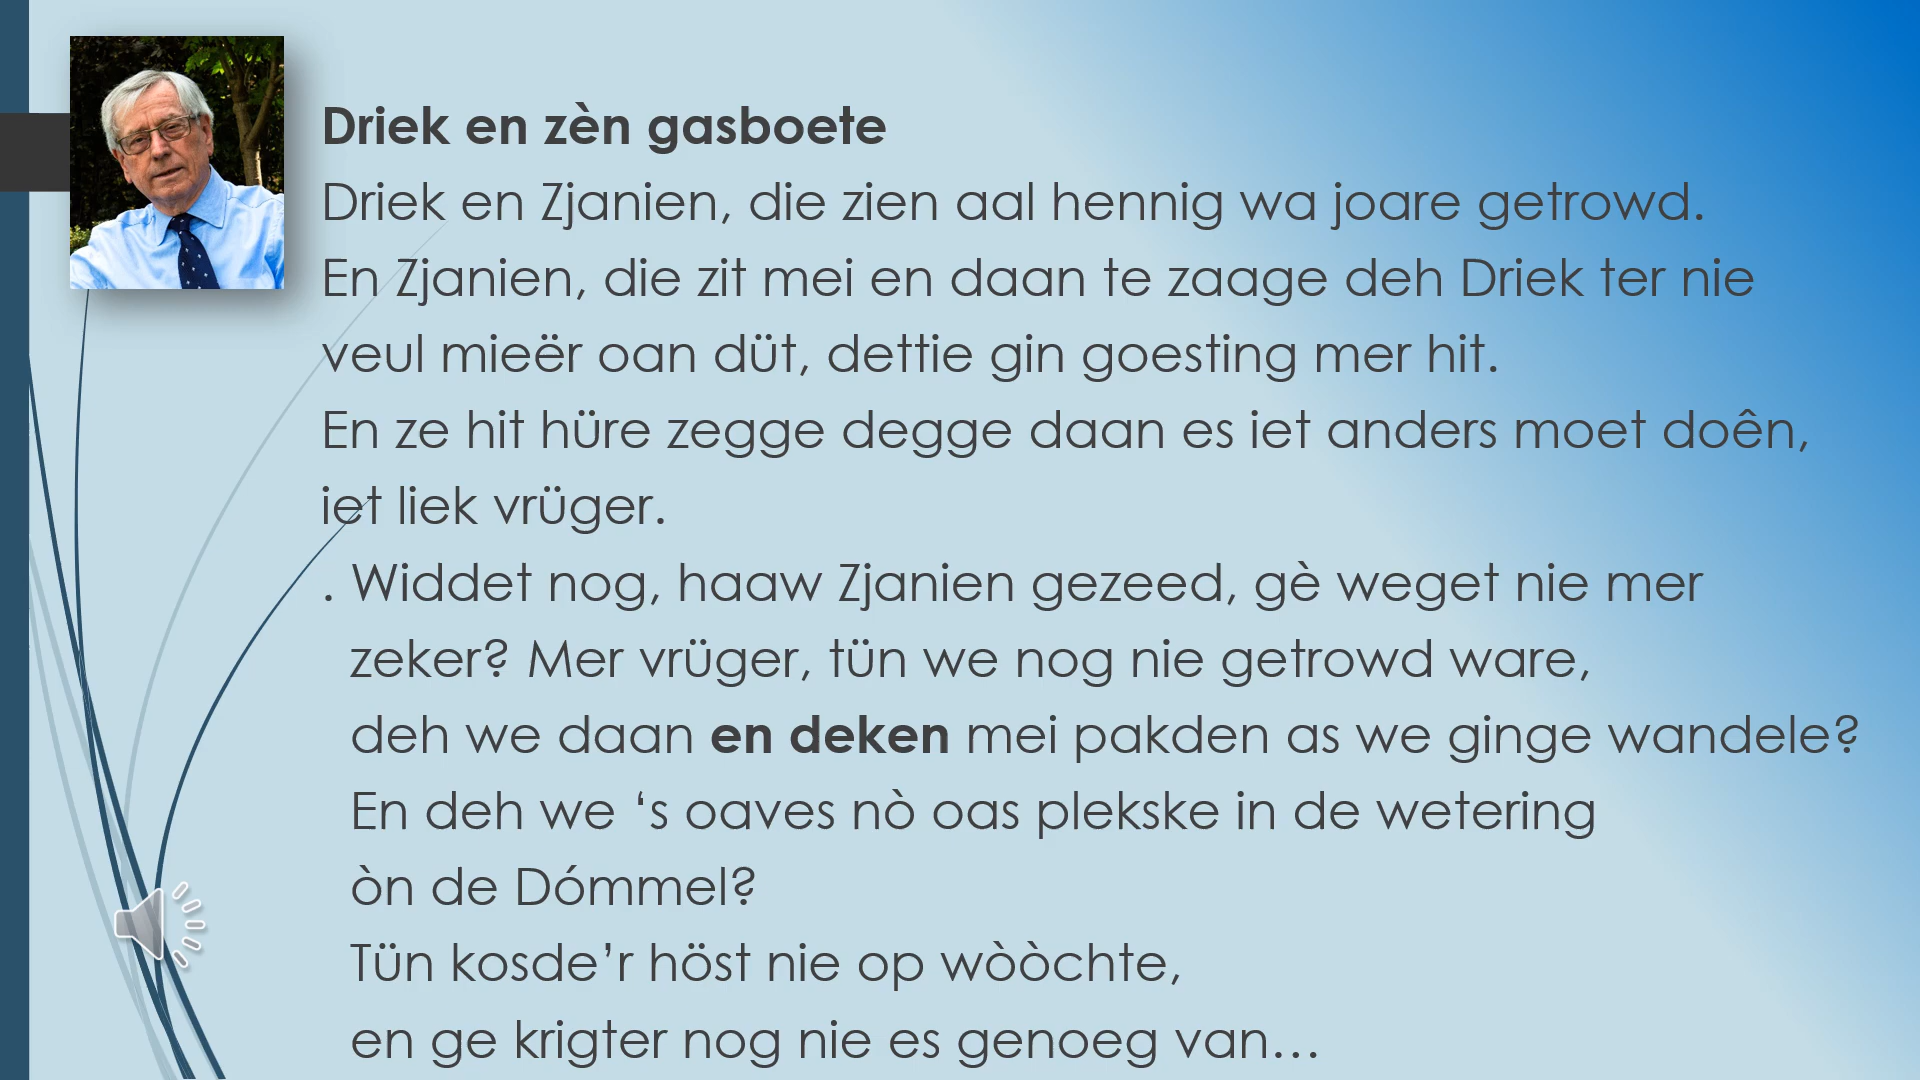 Driek en zèn gasboete
Driek en Zjanien, die zien aal hennig wa joare getrowd.
En Zjanien, die zit mei en daan te zaage deh Driek ter nie
veul mieër oan düt, dettie gin goesting mer hit.
En ze hit hüre zegge degge daan es iet anders moet doên,
iet liek vrüger.
. Widdet nog, haaw Zjanien gezeed, gè weget nie mer
zeker? Mer vrüger, tün we nog nie getrowd ware,
deh we daan en deken mei pakden as we ginge wandele?
En deh we ‘s oaves nò oas plekske in de wetering
òn de Dómmel?
Tün kosde’r höst nie op wòòchte,
en ge krigter nog nie es genoeg van…